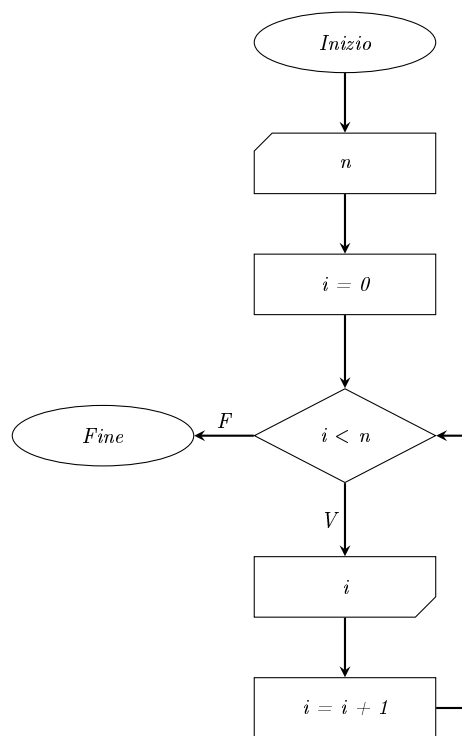 Inizio
n
i = 0
i < n
F
Fine
V
i
i = i + 1